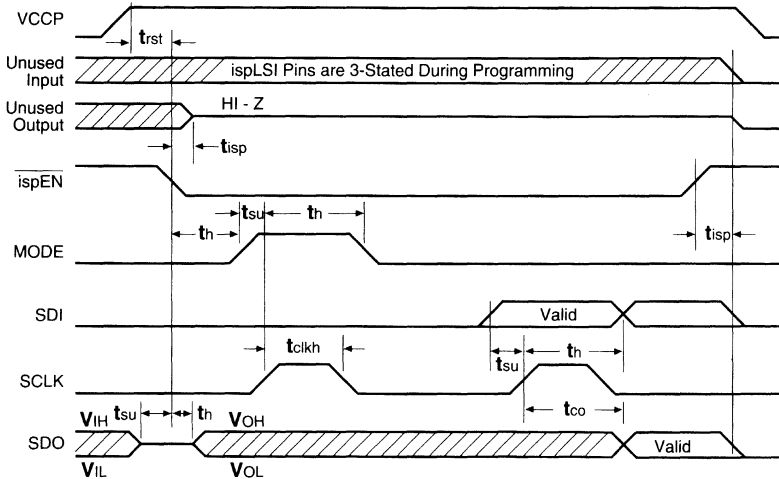 VCCP
trst
Unused
Input
ispLSI Pins are 3-Stated During Programming
Unused
Output
HI - Z
tisp
ispEN
tsu
th
th
tisp
MODE
SDI
Valid
tclkh
tsu
th
SCLK
tsu
th
tco
VIH
VOH
SDO
Valid
VIL
VOL